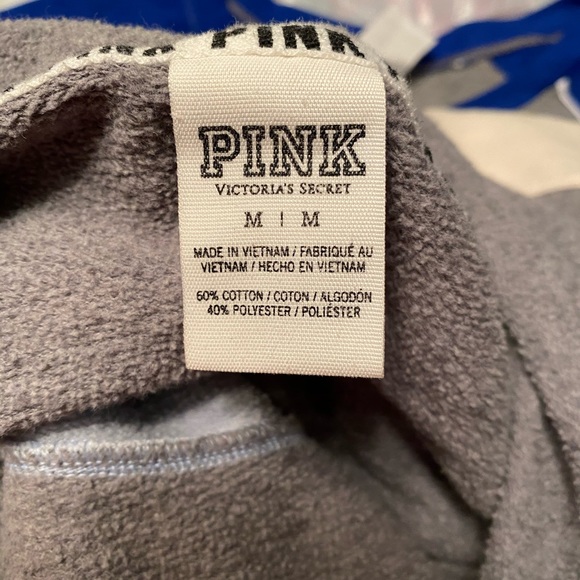 PINK
PINK
VICTORIA'S SECRET
M | M
MADE IN VIETNAM / FABRIQUÉ AU
VIETNAM / HECHO EN VIETNAM
60% COTTON / COTON / ALGODÓN
40% POLYESTER / POLIÉSTER